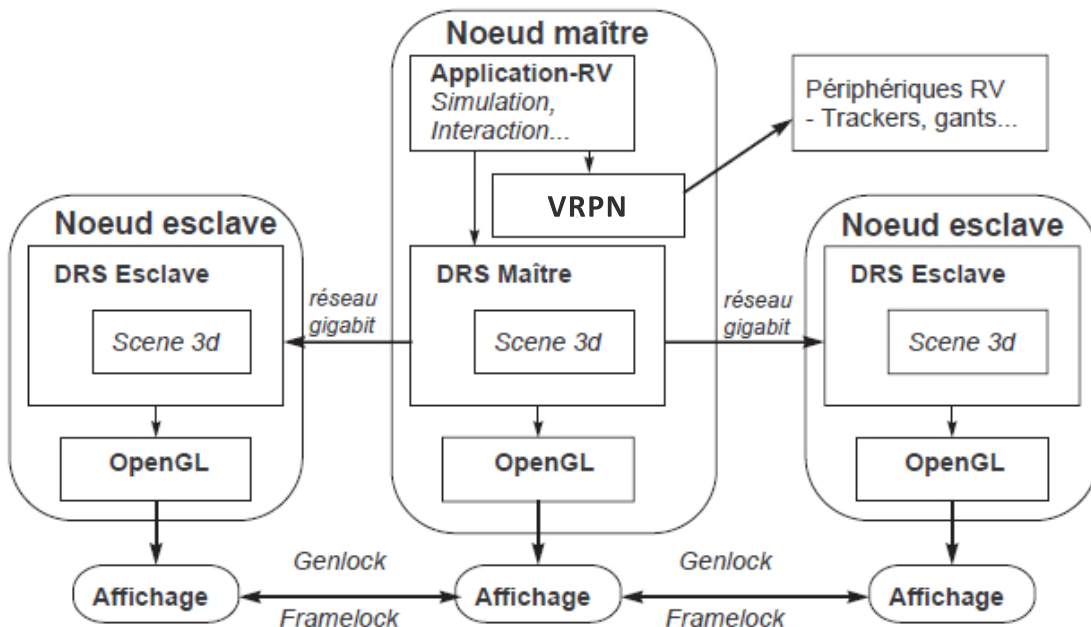 Noeud maître
Application-RV
Simulation,
Interaction...
Périphériques RV
- Trackers, gants...
VRPN
Noeud esclave
DRS Esclave
Scene 3d
OpenGL
réseau
gigabit
DRS Maître
Scene 3d
OpenGL
réseau
gigabit
Noeud esclave
DRS Esclave
Scene 3d
OpenGL
Affichage
Genlock
Framelock
Affichage
Genlock
Framelock
Affichage